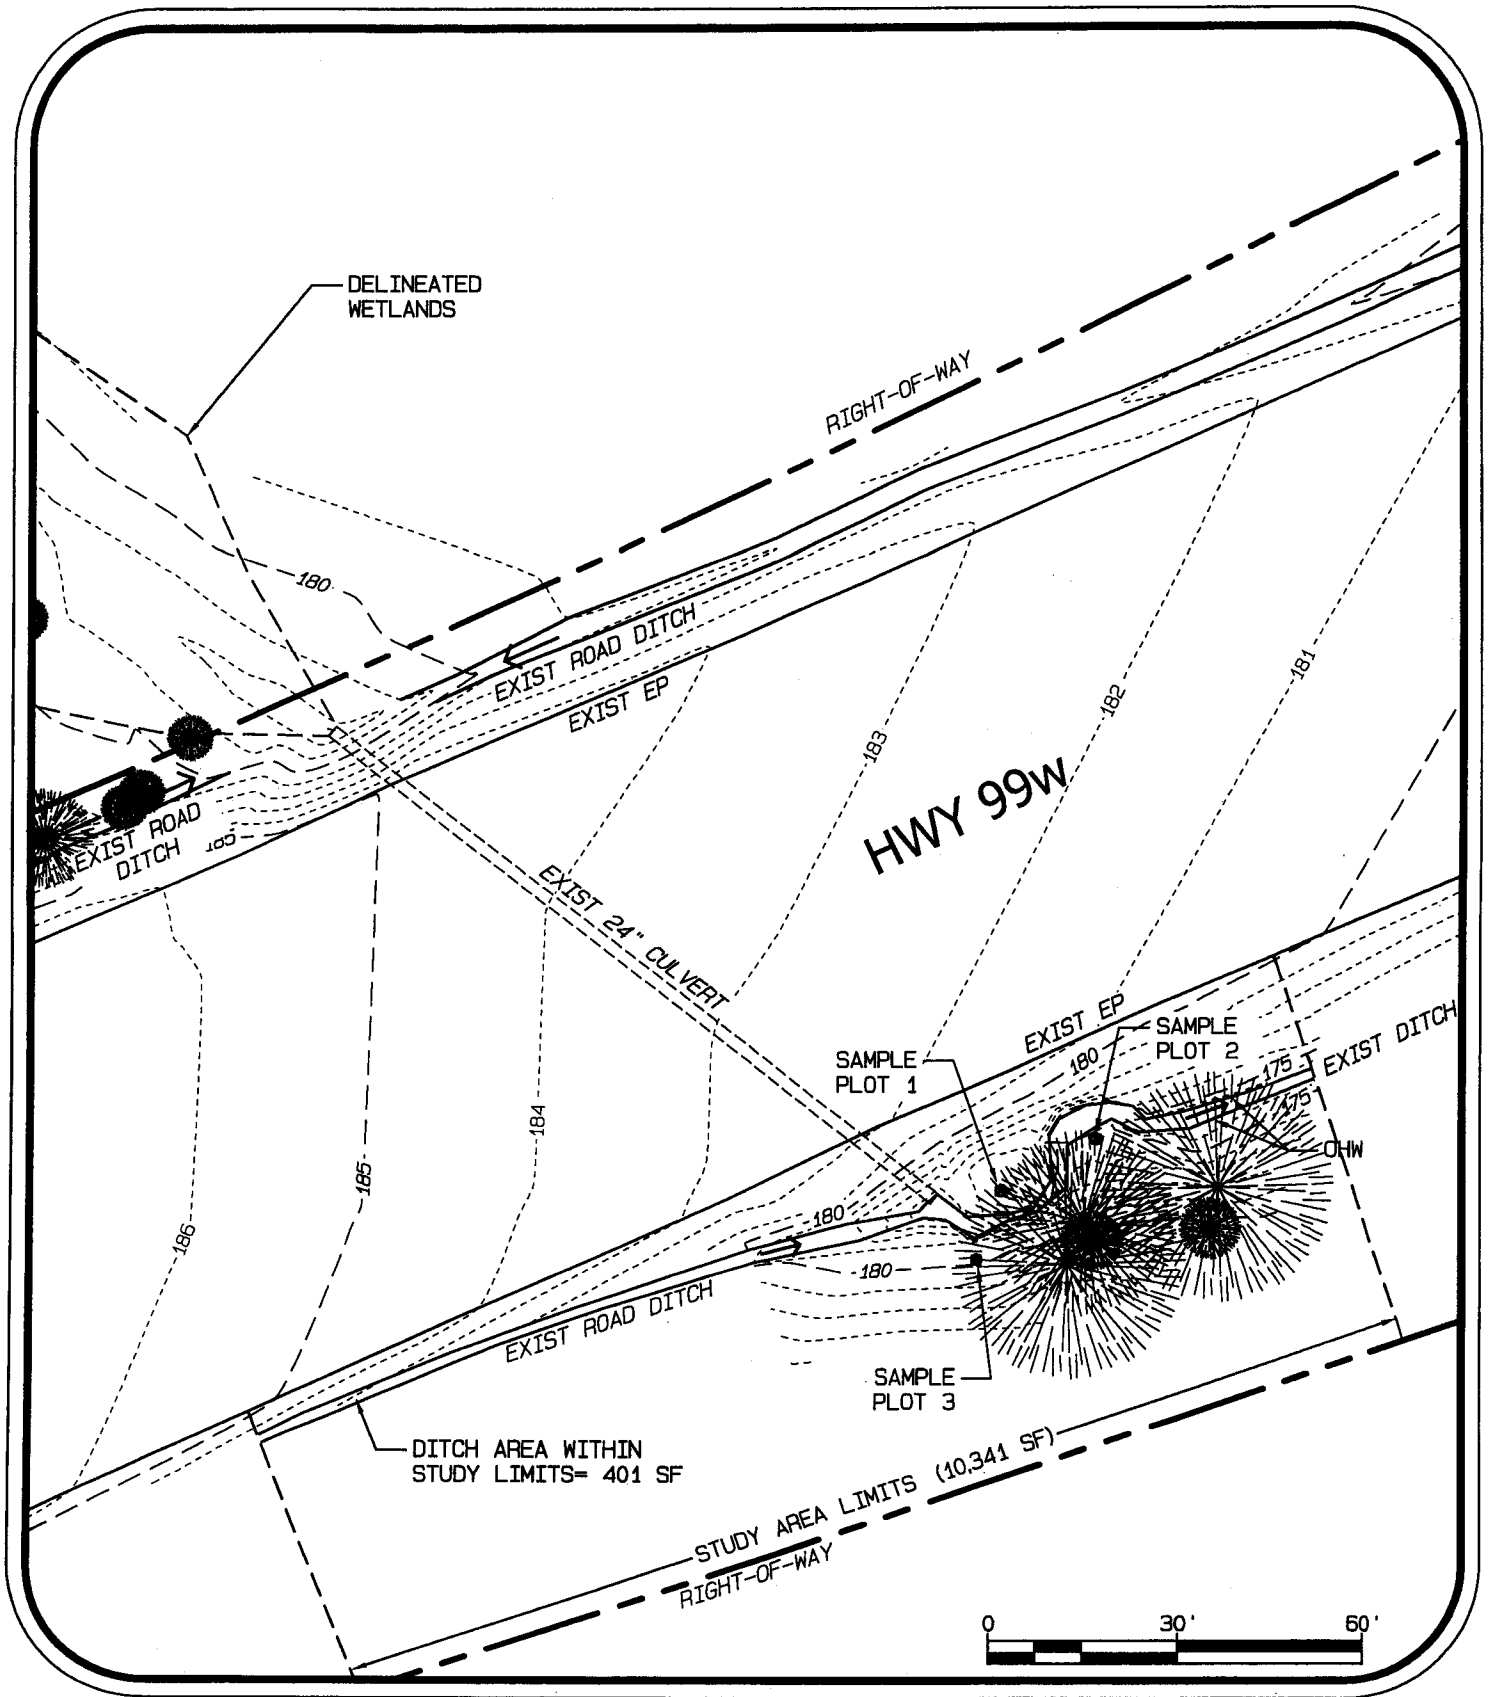 DELINEATED
WETLANDS
RIGHT-OF-WAY
180
EXIST ROAD DITCH
EXIST EP
181
182
183
HWY 99W
EXIST ROAD
DITCH
EXIST 24" CULVERT
EXIST EP
SAMPLE
PLOT 2
SAMPLE
PLOT 1
180
EXIST DITCH
175
175
OHW
184
185
186
180
180
EXIST ROAD DITCH
SAMPLE
PLOT 3
DITCH AREA WITHIN
STUDY LIMITS= 401 SF
STUDY AREA LIMITS (10,341 SF)
RIGHT-OF-WAY
0 30' 60'